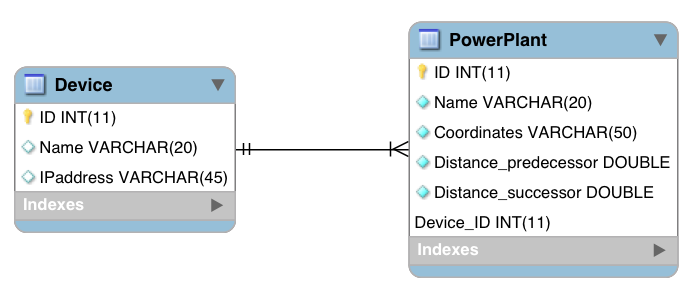 Device
ID INT(11)
Name VARCHAR(20)
IPaddress VARCHAR(45)
Indexes
PowerPlant
ID INT(11)
Name VARCHAR(20)
Coordinates VARCHAR(50)
Distance_predecessor DOUBLE
Distance_successor DOUBLE
Device_ID INT(11)
Indexes